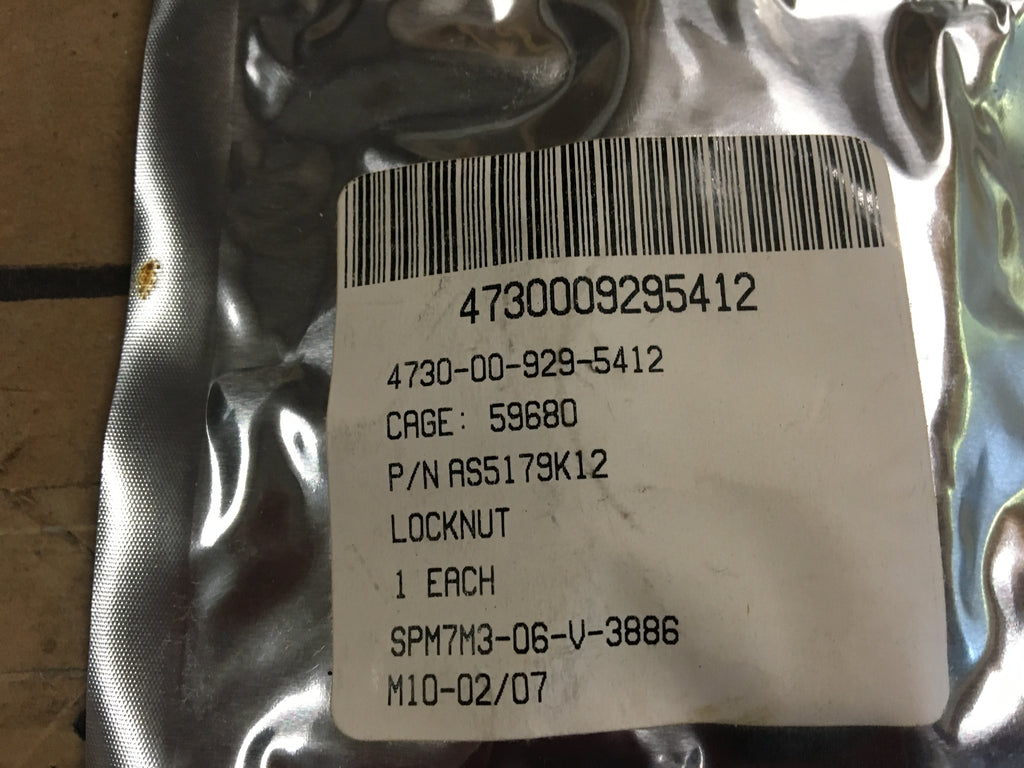 4730009295412
4730-00-929-5412
CAGE: 59680
P/N AS5179K12
LOCKNUT
1 EACH
SPM7M3-06-V-3886
M10-02/07